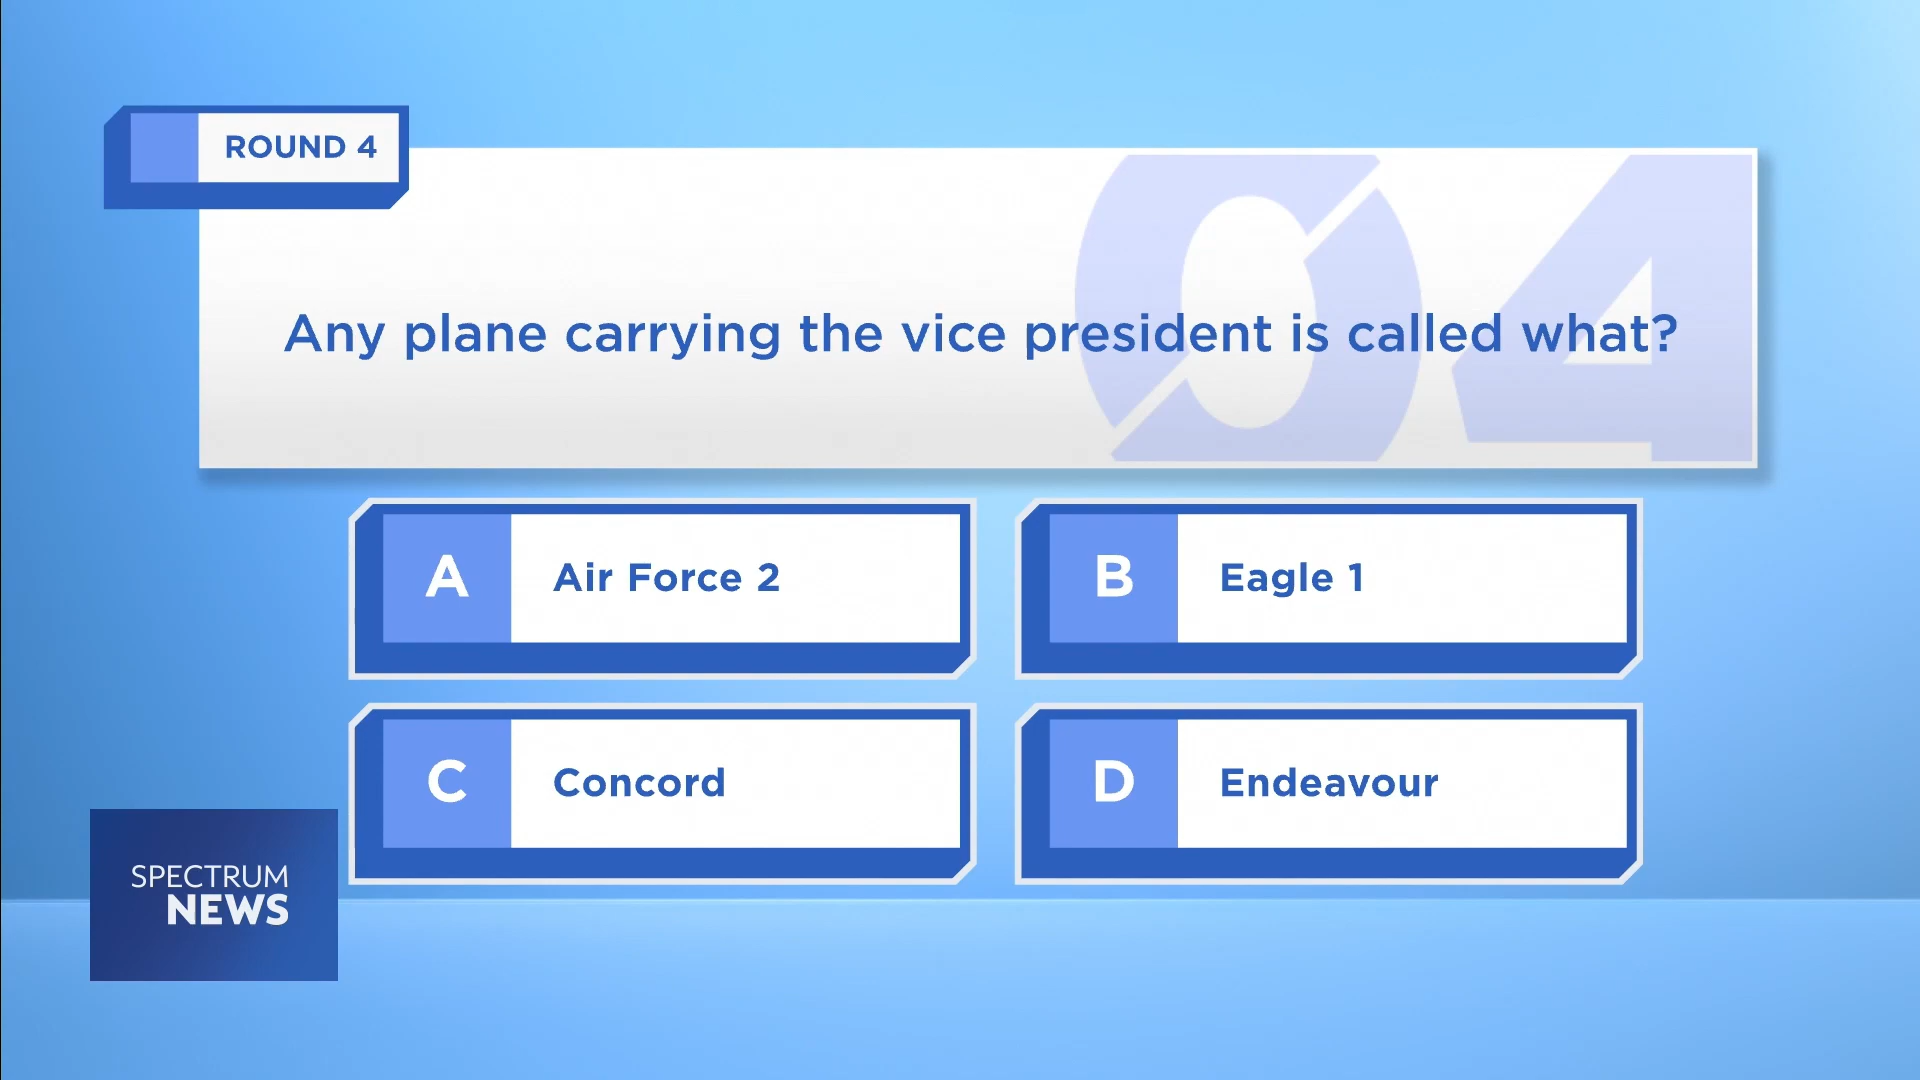 ROUND 4
04
Any plane carrying the vice president is called what?
A
Air Force 2
B
Eagle 1
C
Concord
D
Endeavour
SPECTRUM
NEWS